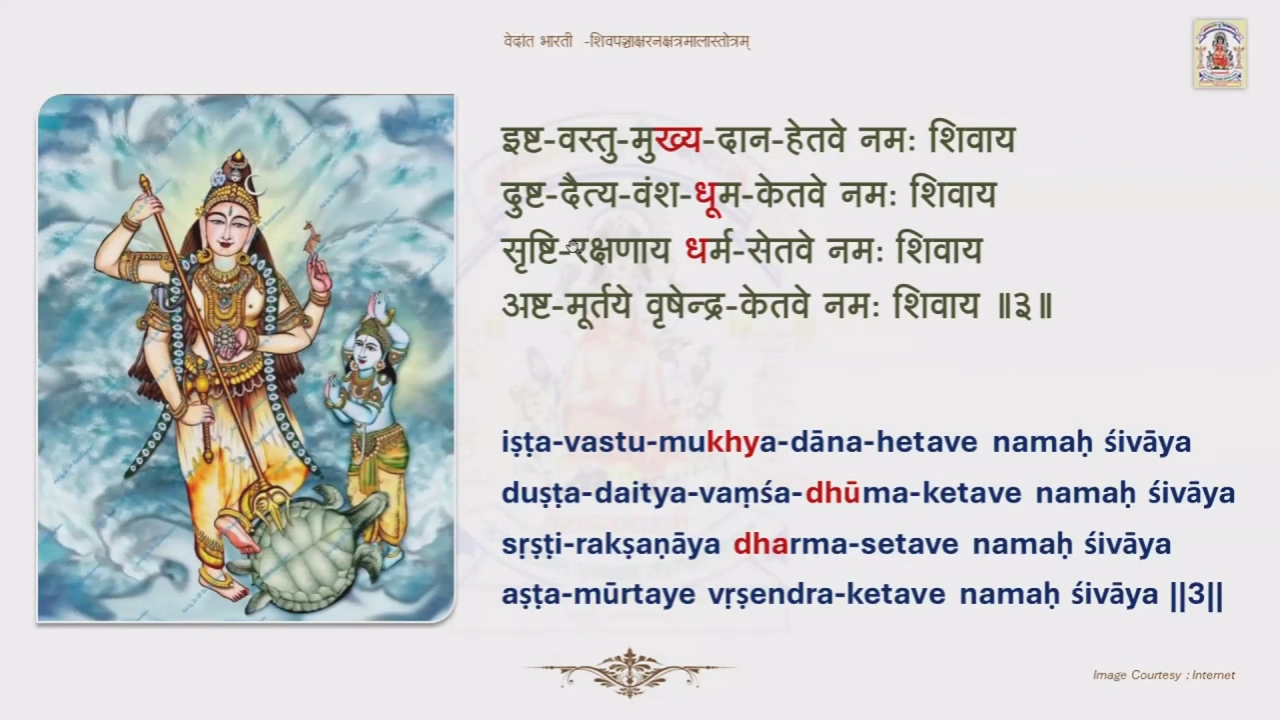 वेदांत भारती -शिवपञ्चाक्षरनक्षत्रमालास्तोत्रम्
इष्ट-वस्तु-मुख्य-दान-हेतवे नमः शिवाय
दुष्ट-दैत्य-वंश-धूम-केतवे नमः शिवाय
सृष्टि-रक्षणाय धर्म-सेतवे नमः शिवाय
अष्ट-मूर्तये वृषेन्द्र-केतवे नमः शिवाय ॥३॥
iṣṭa-vastu-mukhya-dāna-hetave namaḥ śivāya
duṣṭa-daitya-vaṃśa-dhūma-ketave namaḥ śivāya
sṛṣṭi-rakṣaṇāya dharma-setave namaḥ śivāya
aṣṭa-mūrtaye vṛṣendra-ketave namaḥ śivāya ||3||
Image Courtesy : Internet